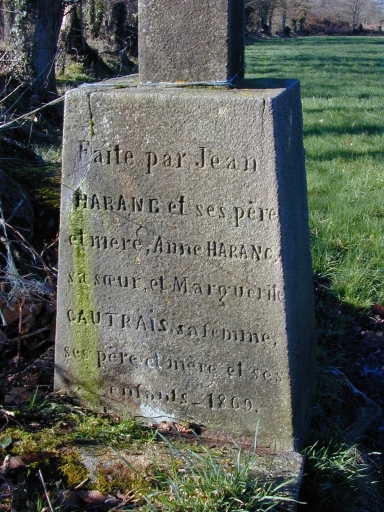 Faite par Jean
HARANG et ses père
et mère, Anne HARANG,
sa sœur, et Marguerite
GAUTRAIS, sa femme,
ses père et mère et ses
enfants - 1869.